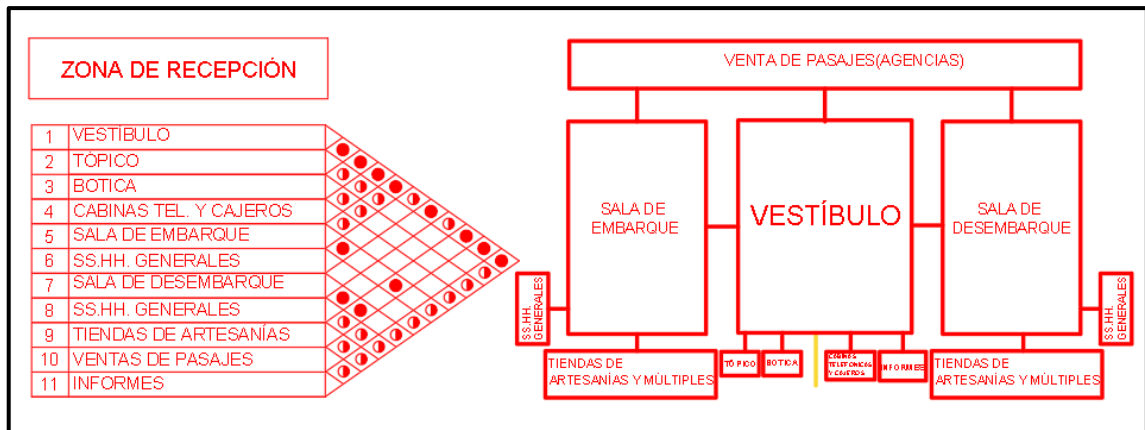 ZONA DE RECEPCIÓN
1 VESTÍBULO
2 TÓPICO
3 BOTICA
4 CABINAS TEL. Y CAJEROS
5 SALA DE EMBARQUE
6 SS.HH. GENERALES
7 SALA DE DESEMBARQUE
8 SS.HH. GENERALES
9 TIENDAS DE ARTESANÍAS
10 VENTAS DE PASAJES
11 INFORMES
VENTA DE PASAJES(AGENCIAS)
SALA DE
EMBARQUE
VESTÍBULO
SALA DE
DESEMBARQUE
SS.HH.
GENERALES
SS.HH.
GENERALES
TIENDAS DE
ARTESANÍAS Y MÚLTIPLES
TÓPICO
BOTICA
TELEFONICOS
Y CAJEROS
INFORMES
TIENDAS DE
ARTESANÍAS Y MÚLTIPLES